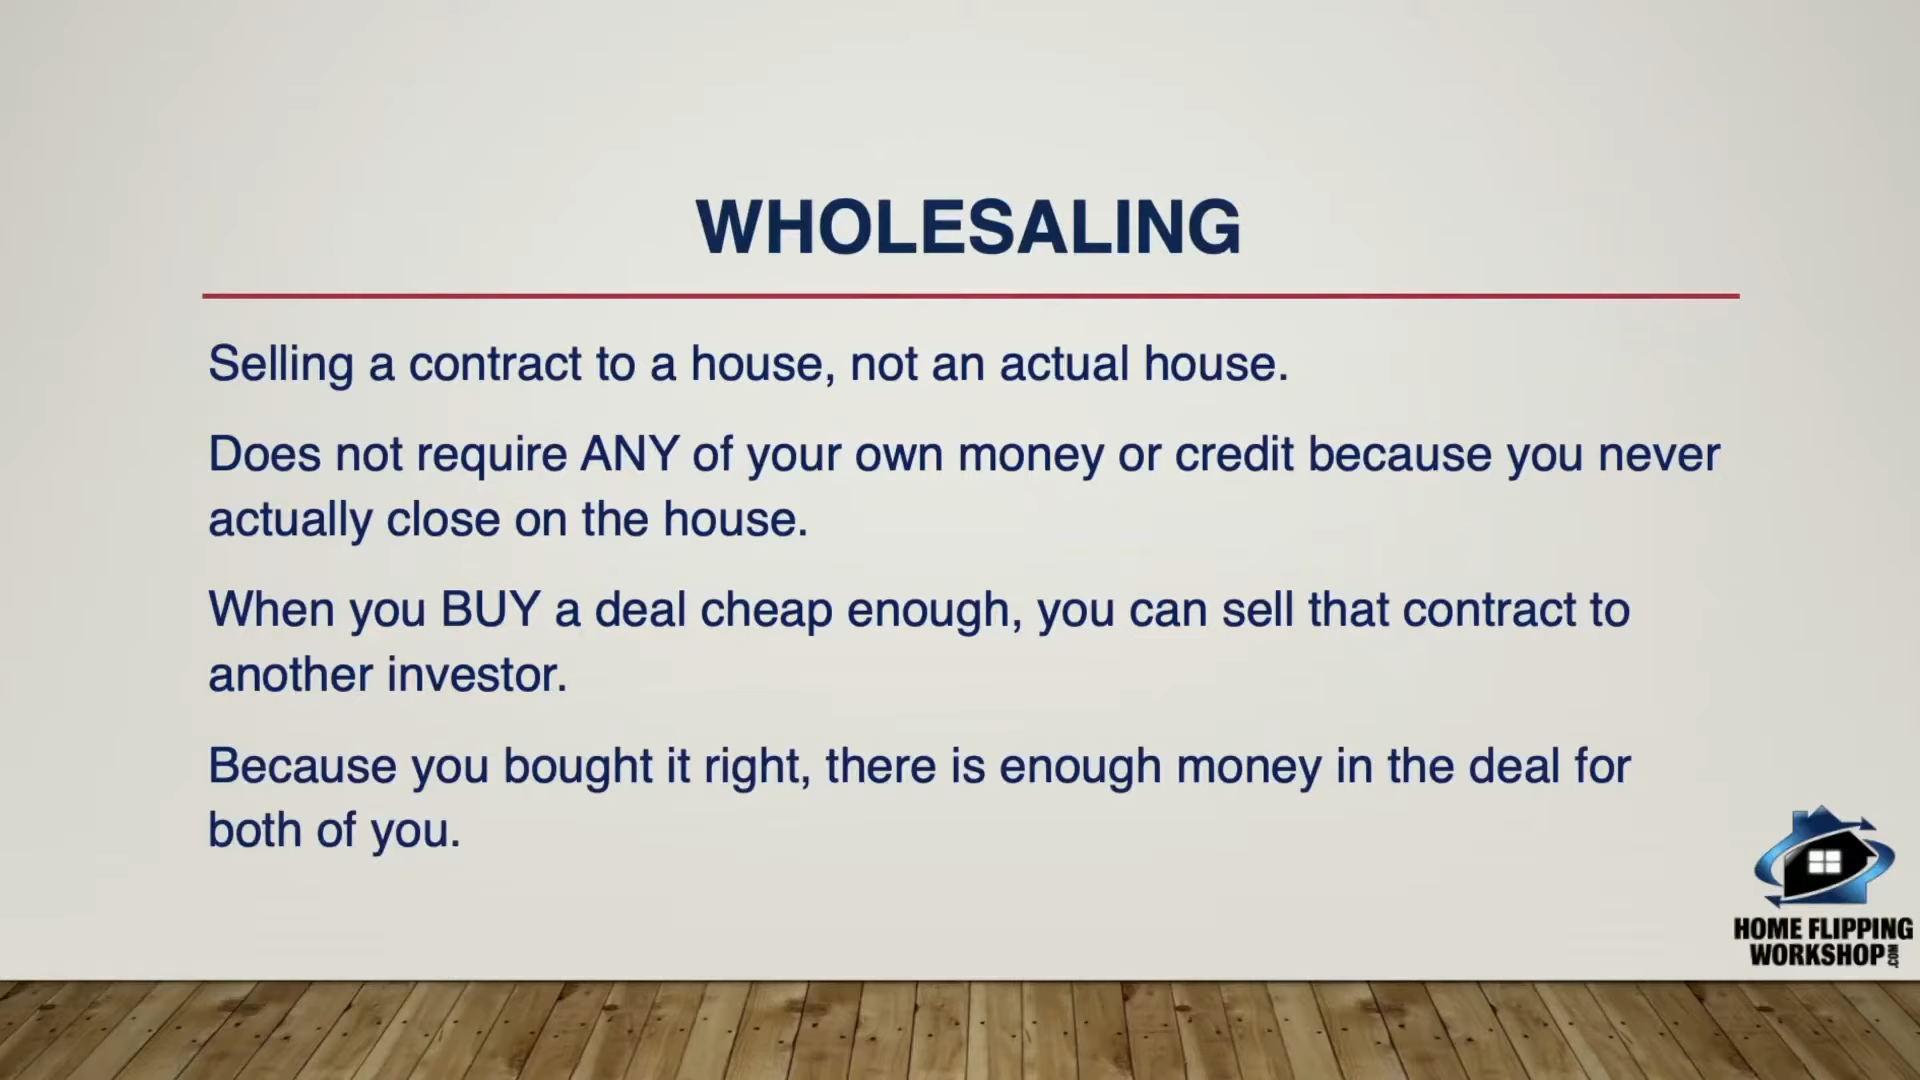 WHOLESALING
Selling a contract to a house, not an actual house.
Does not require ANY of your own money or credit because you never
actually close on the house.
When you BUY a deal cheap enough, you can sell that contract to
another investor.
Because you bought it right, there is enough money in the deal for
both of you.
HOME FLIPPING
WORKSHOP.COM